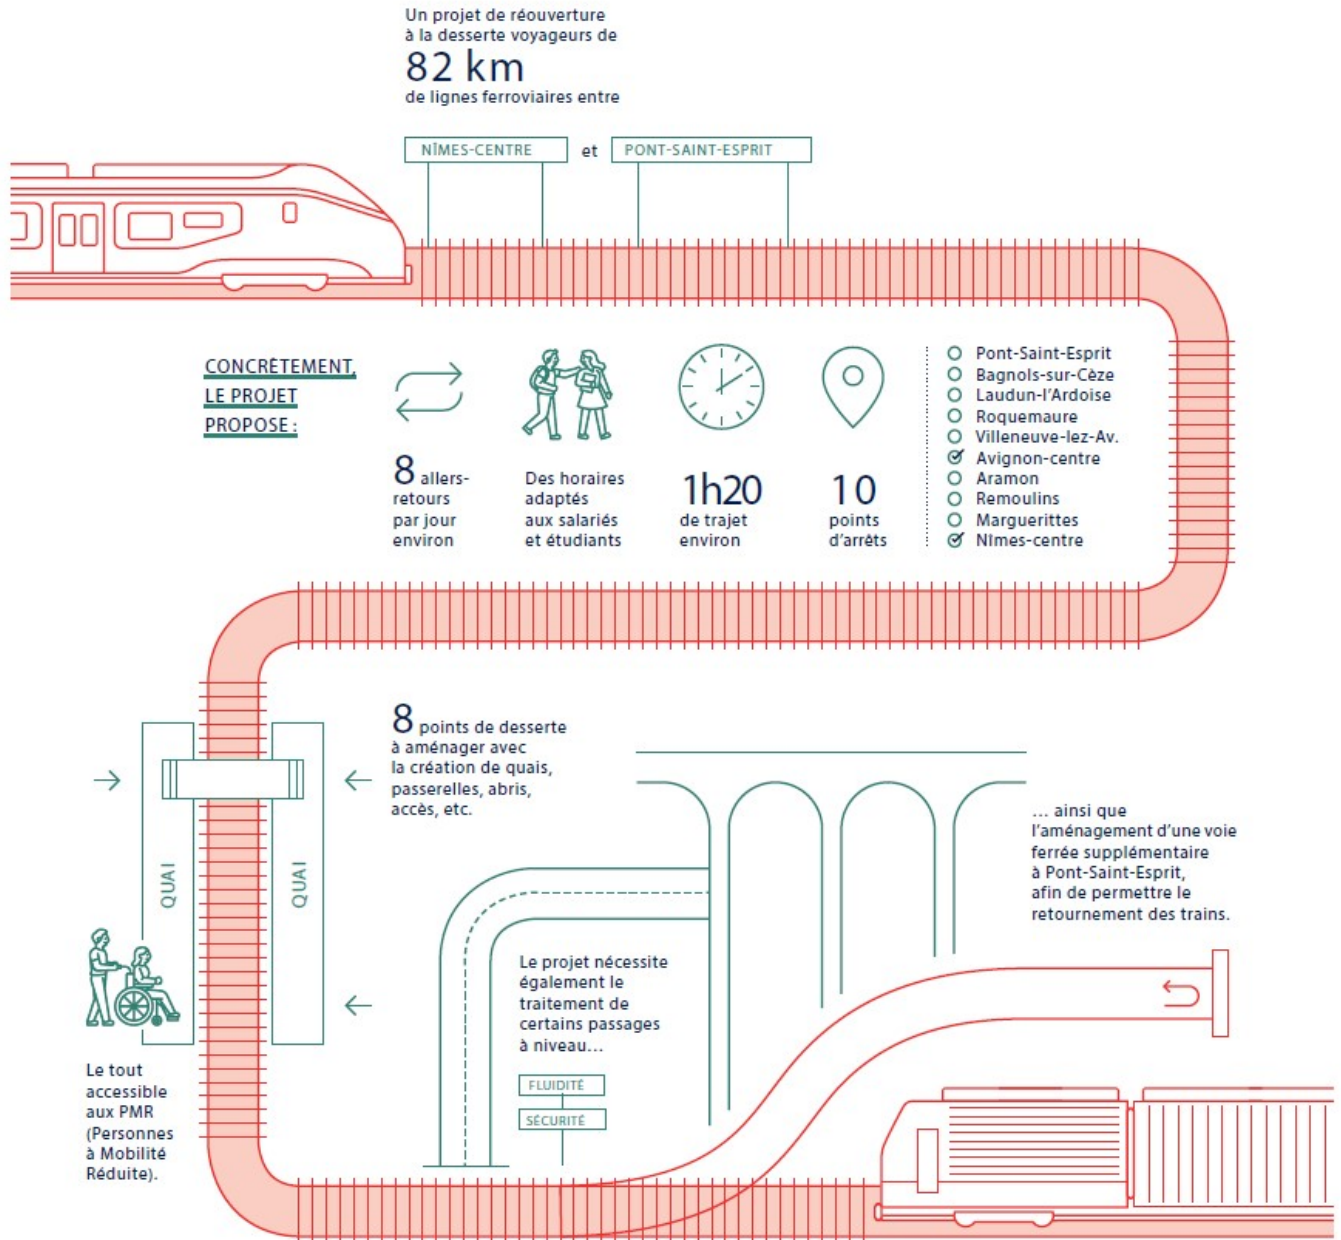 Un projet de réouverture
à la desserte voyageurs de
82 km
de lignes ferroviaires entre
NÎMES-CENTRE et PONT-SAINT-ESPRIT
CONCRÈTEMENT,
LE PROJET
PROPOSE :
8 allers-
retours
par jour
environ
Des horaires
adaptés
aux salariés
et étudiants
1h20
de trajet
environ
10
points
d'arrêts
Pont-Saint-Esprit
Bagnols-sur-Cèze
Laudun-l'Ardoise
Roquemaure
Villeneuve-lez-Av.
Avignon-centre
Aramon
Remoulins
Marguerittes
Nîmes-centre
8 points de desserte
à aménager avec
la création de quais,
passerelles, abris,
accès, etc.
QUAI
QUAI
Le tout
accessible
aux PMR
(Personnes
à Mobilité
Réduite).
Le projet nécessite
également le
traitement de
certains passages
à niveau...
FLUIDITÉ
SÉCURITÉ
... ainsi que
l'aménagement d'une voie
ferrée supplémentaire
à Pont-Saint-Esprit,
afin de permettre le
retournement des trains.